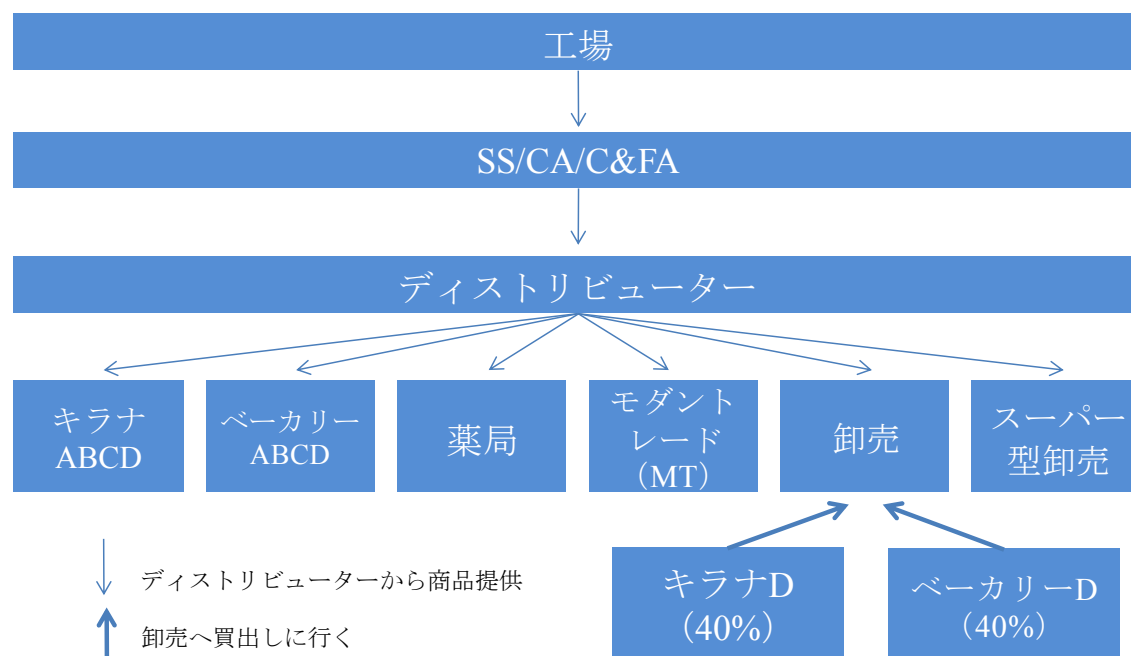 工場
SS/CA/C&FA
ディストリビューター
キラナ
ABCD
ベーカリー
ABCD
薬局
モダント
レード
（MT）
卸売
スーパー
型卸売
キラナD
（40%）
ベーカリーD
（40%）
ディストリビューターから商品提供
卸売へ買出しに行く